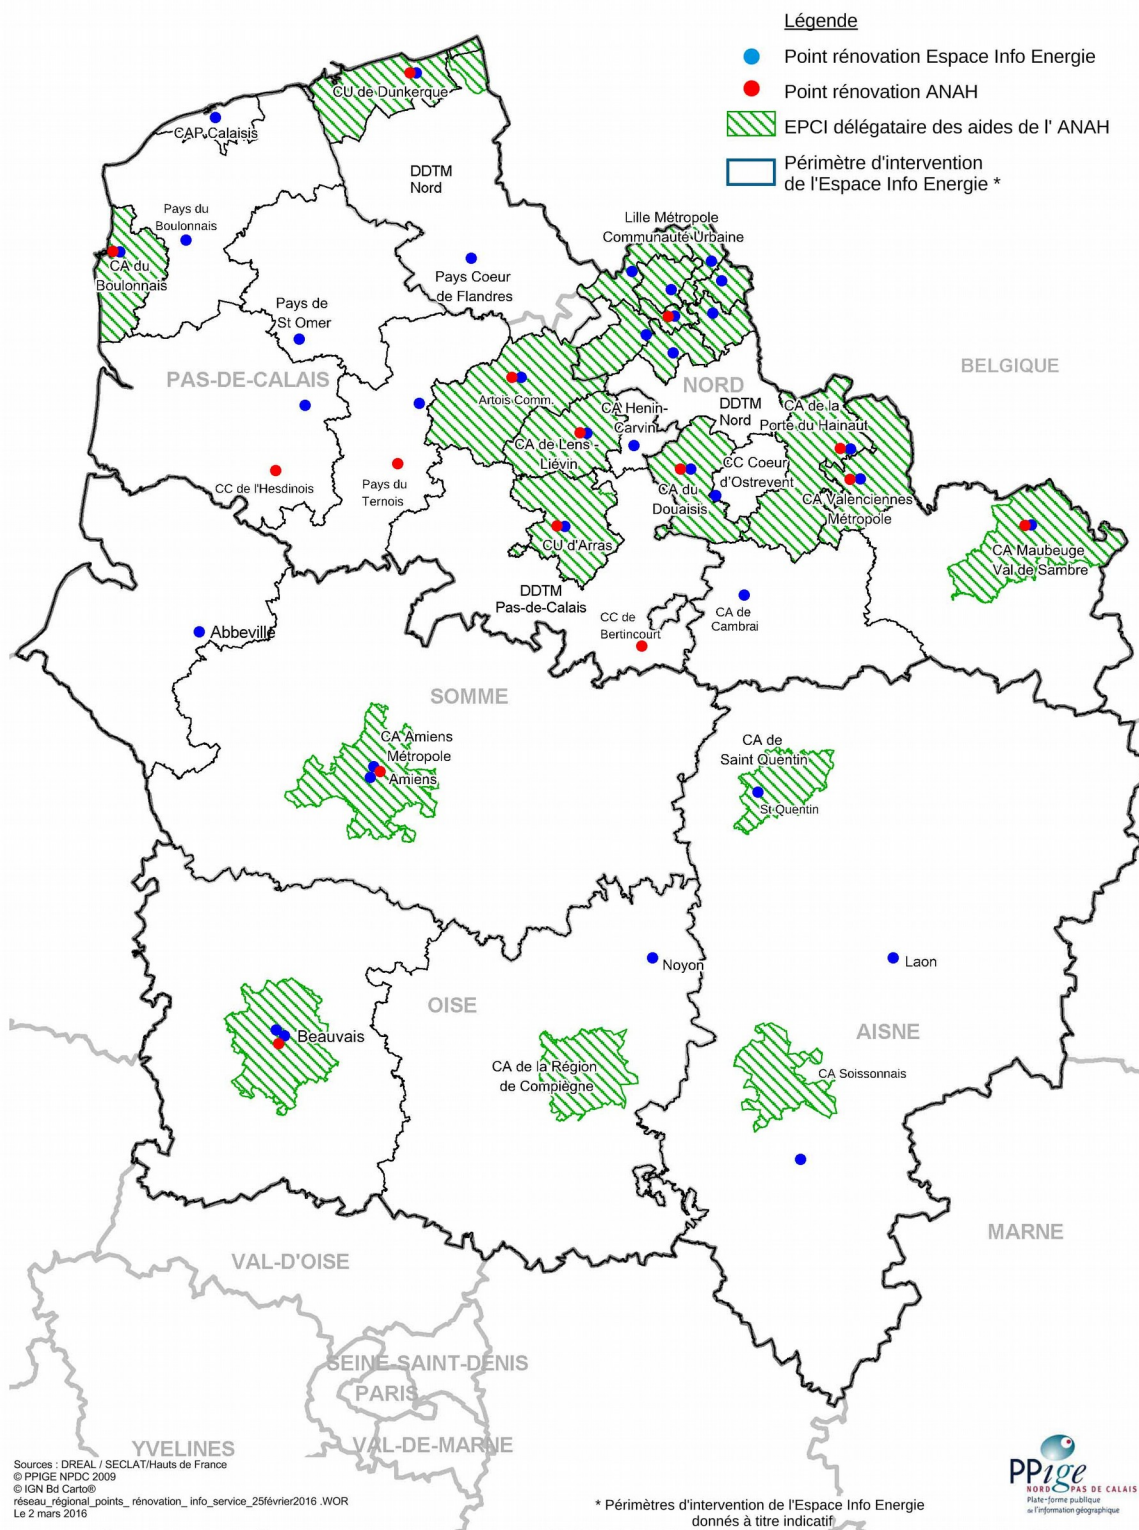 Légende
Point rénovation Espace Info Energie
Point rénovation ANAH
EPCI délégataire des aides de l' ANAH
Périmètre d'intervention
de l'Espace Info Energie *
CU de Dunkerque
CAP Calaisis
DDTM
Nord
Pays du
Boulonnais
Lille Métropole
Communauté Urbaine
CA du
Boulonnais
Pays Coeur
de Flandres
Pays de
St Omer
BELGIQUE
PAS-DE-CALAIS
NORD
Artois Comm.
CA Henin-
Carvin
DDTM
Nord
CA de la
Porte du Hainaut
CA de Lens -
Liévin
CC Coeur
d'Ostrevent
CC de l'Hesdinois
Pays du
Ternois
CA du
Douaisis
CA Valenciennes
Métropole
CU d'Arras
CA Maubeuge
Val de Sambre
DDTM
Pas-de-Calais
CC de
Bertincourt
CA de
Cambrai
Abbeville
SOMME
CA Amiens
Métropole
Amiens
CA de
Saint Quentin
St Quentin
Noyon
Laon
OISE
AISNE
Beauvais
CA de la Région
de Compiègne
CA Soissonnais
MARNE
VAL-D'OISE
SEINE-SAINT-DENIS
PARIS
VAL-DE-MARNE
YVELINES
Sources : DREAL / SECLAT/Hauts de France
© PPIGE NPDC 2009
© IGN Bd Carto®
réseau_régional_points_ rénovation_ info_service_25février2016 .WOR
Le 2 mars 2016
* Périmètres d'intervention de l'Espace Info Energie
donnés à titre indicatif
PPige
NORD PAS DE CALAIS
Plate-forme publique
de l'information géographique